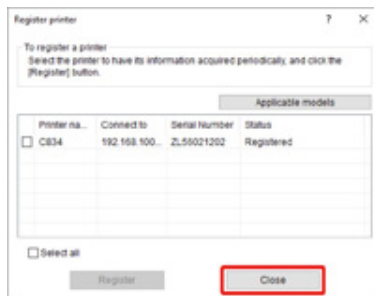 Register printer
To register a printer
Select the printer to have its information acquired periodically, and click the
[Register] button.
Applicable models
Printer na... Connect to Serial Number Status
C834 192.168.100... ZL56021202 Registered
Select all
Register Close